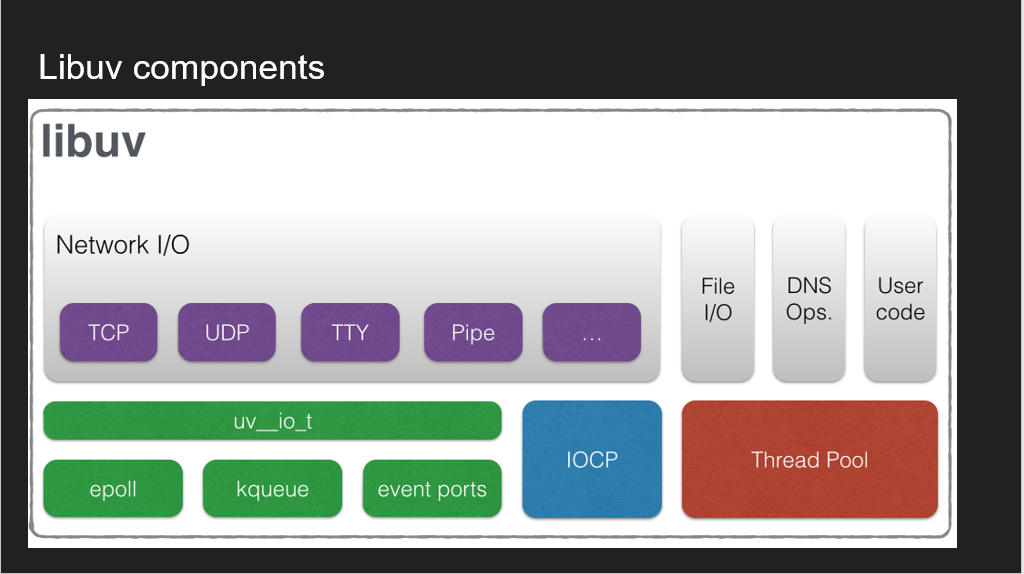 Libuv components
libuv
Network I/O
TCP
UDP
TTY
Pipe
...
File
I/O
DNS
Ops.
User
code
uv__io_t
IOCP
Thread Pool
epoll
kqueue
event ports